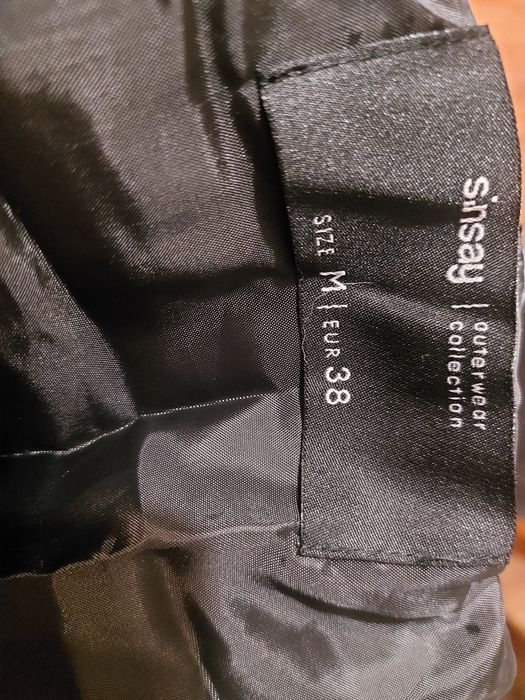 sinsay | outerwear
collection
SIZE M | EUR 38